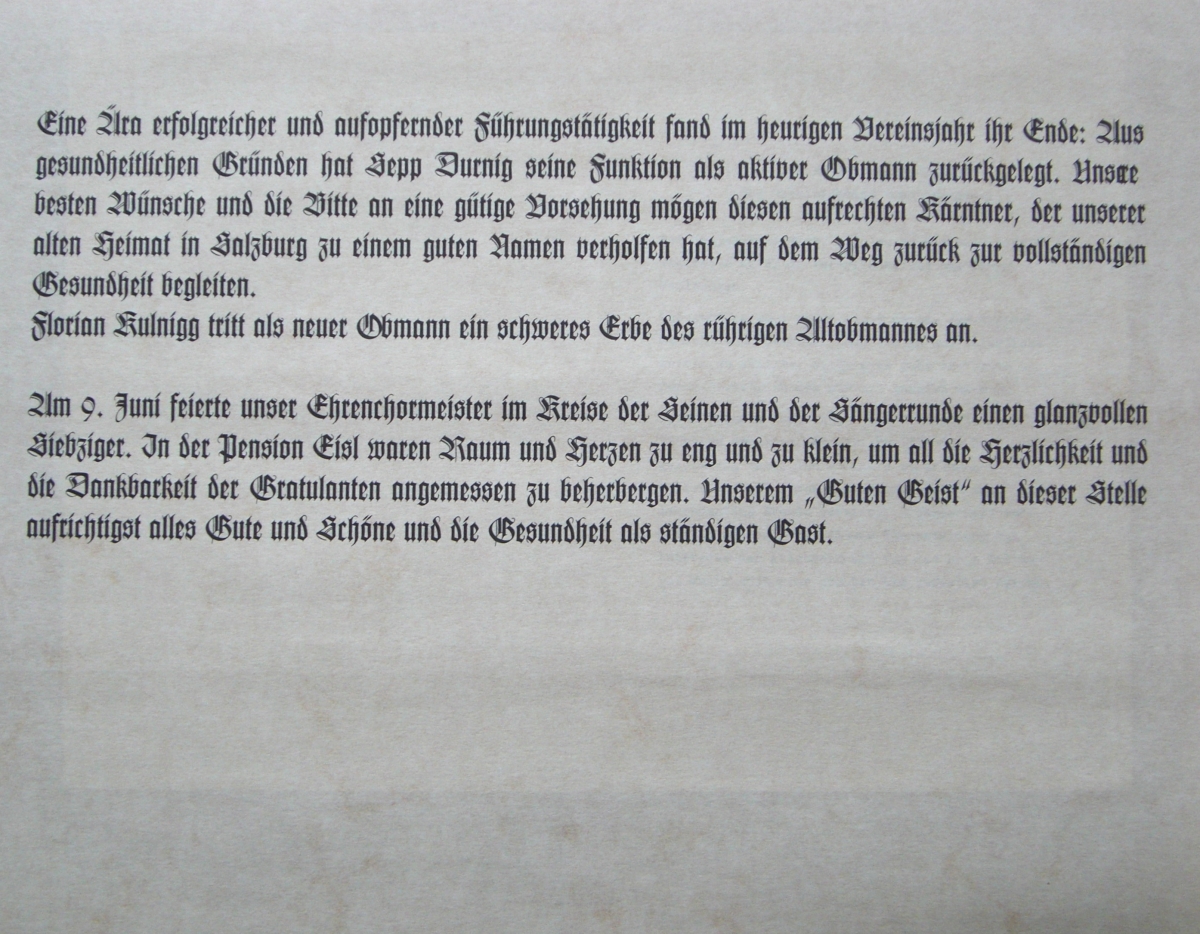 Eine Ära erfolgreicher und aufopfernder Führungstätigkeit fand im heurigen Vereinsjahr ihr Ende: Aus
gesundheitlichen Gründen hat Sepp Durnig seine Funktion als aktiver Obmann zurückgelegt. Unsere
besten Wünsche und die Bitte an eine gütige Vorsehung mögen diesen aufrechten Kärntner, der unserer
alten Heimat in Salzburg zu einem guten Namen verholfen hat, auf dem Weg zurück zur vollständigen
Gesundheit begleiten.
Florian Kulnigg tritt als neuer Obmann ein schweres Erbe des rührigen Altobmannes an.
Am 9. Juni feierte unser Ehrenchormeister im Kreise der Seinen und der Sängerrunde einen glanzvollen
Siebziger. In der Pension Eisl waren Raum und Herzen zu eng und zu klein, um all die Herzlichkeit und
die Dankbarkeit der Gratulanten angemessen zu beherbergen. Unserem „Guten Geist“ an dieser Stelle
aufrichtigst alles Gute und Schöne und die Gesundheit als ständigen Gast.